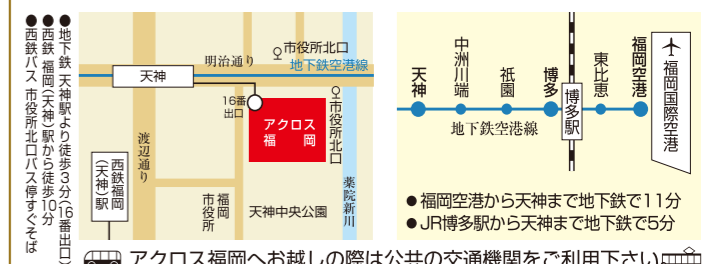 ●地下鉄 天神駅より徒歩3分(16番出口)
●西鉄 福岡(天神)駅から徒歩10分
●西鉄バス 市役所北口バス停すぐそば
明治通り
市役所北口
地下鉄空港線
天神
16番
出口
市役所北口
アクロス
福岡
渡辺通り
西鉄福岡
(天神)駅
福岡
市役所
天神中央公園
薬院新川
天神
中洲川端
祇園
博多
博多駅
東比恵
福岡空港
福岡国際空港
地下鉄空港線
●福岡空港から天神まで地下鉄で11分
●JR博多駅から天神まで地下鉄で5分
アクロス福岡へお越しの際は公共の交通機関をご利用下さい。